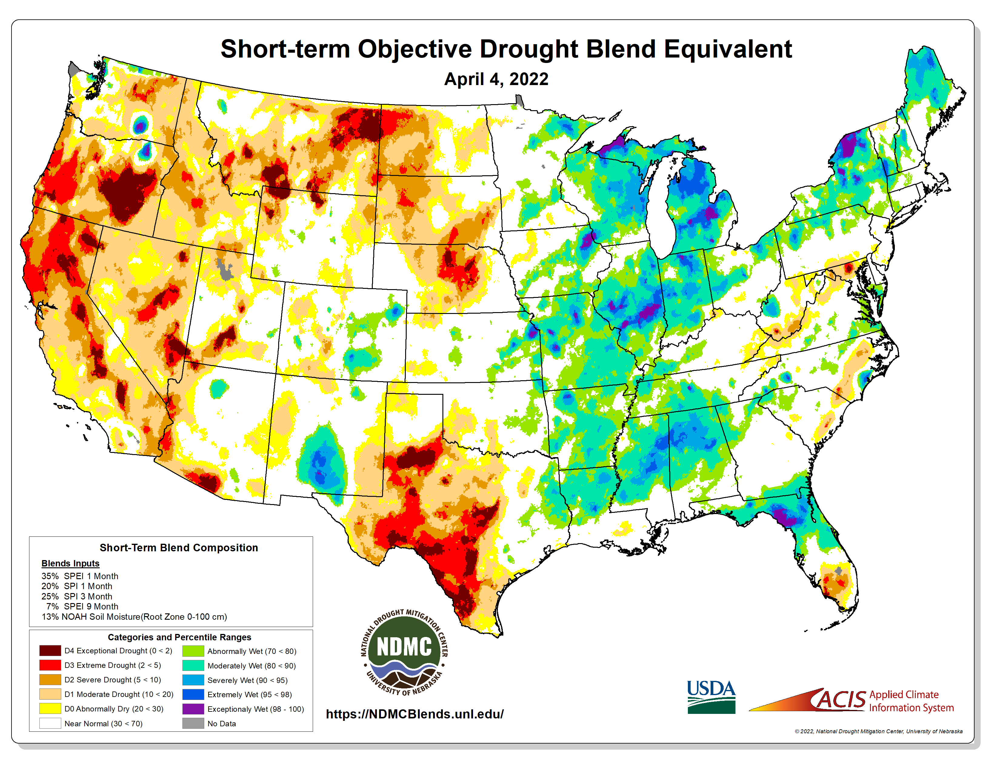 Short-term Objective Drought Blend Equivalent
April 4, 2022
Short-Term Blend Composition
Blends Inputs
35% SPEI 1 Month
20% SPI 1 Month
25% SPI 3 Month
7% SPEI 9 Month
13% NOAH Soil Moisture(Root Zone 0-100 cm)
Categories and Percentile Ranges
D4 Exceptional Drought (0 < 2)
D3 Extreme Drought (2 < 5)
D2 Severe Drought (5 < 10)
D1 Moderate Drought (10 < 20)
D0 Abnormally Dry (20 < 30)
Near Normal (30 < 70)
Abnormally Wet (70 < 80)
Moderately Wet (80 < 90)
Severely Wet (90 < 95)
Extremely Wet (95 < 98)
Exceptionaly Wet (98 - 100)
No Data
NATIONAL DROUGHT MITIGATION CENTER
NDMC
• UNIVERSITY OF NEBRASKA •
https://NDMCBlends.unl.edu/
USDA
ACIS
Applied Climate
Information System
© 2022, National Drought Mitigation Center, University of Nebraska